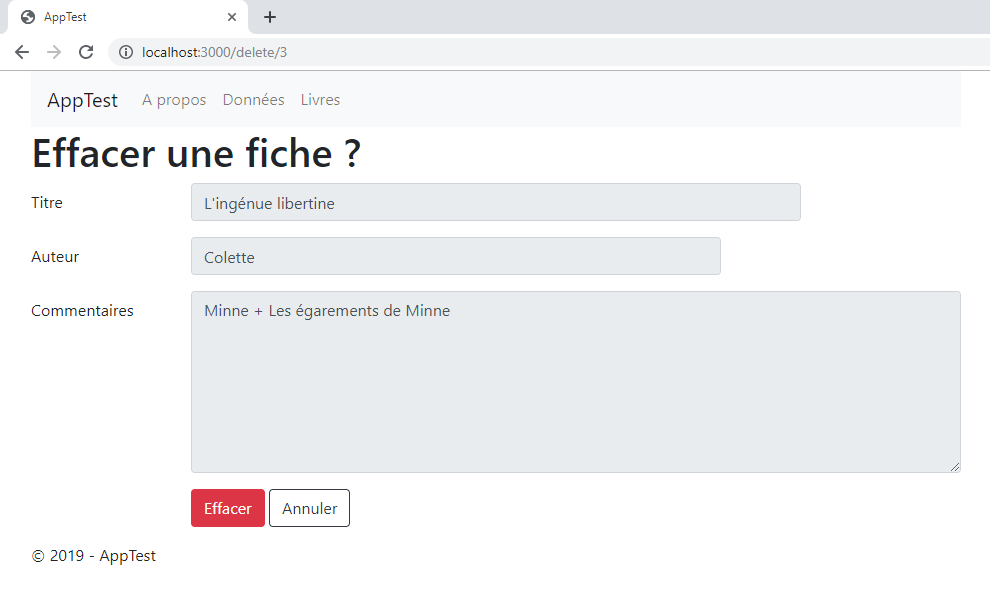 AppTest
localhost:3000/delete/3
AppTest A propos Données Livres
Effacer une fiche ?
Titre L'ingénue libertine
Auteur Colette
Commentaires Minne + Les égarements de Minne
Effacer Annuler
© 2019 - AppTest